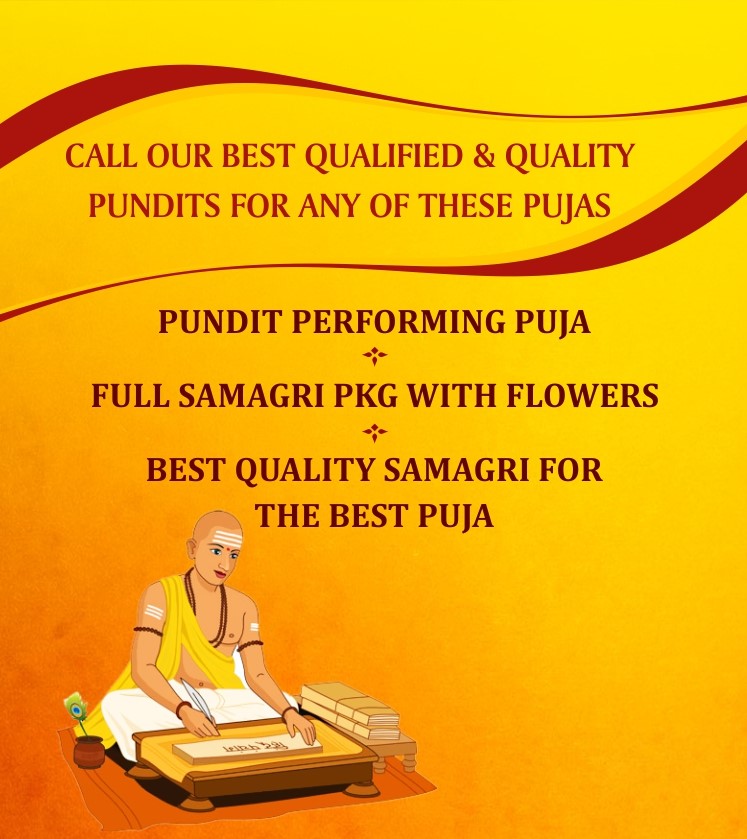 CALL OUR BEST QUALIFIED & QUALITY
PUNDITS FOR ANY OF THESE PUJAS
PUNDIT PERFORMING PUJA
FULL SAMAGRI PKG WITH FLOWERS
BEST QUALITY SAMAGRI FOR
THE BEST PUJA